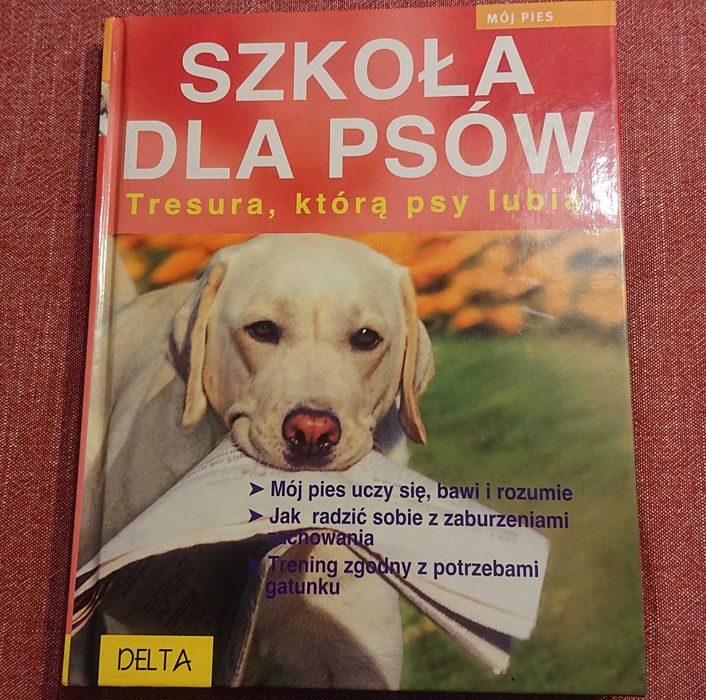 MÓJ PIES
SZKOŁA
DLA PSÓW
Tresura, którą psy lubią
➤ Mój pies uczy się, bawi i rozumie
➤ Jak radzić sobie z zaburzeniami
zachowania
➤ Trening zgodny z potrzebami
gatunku
DELTA